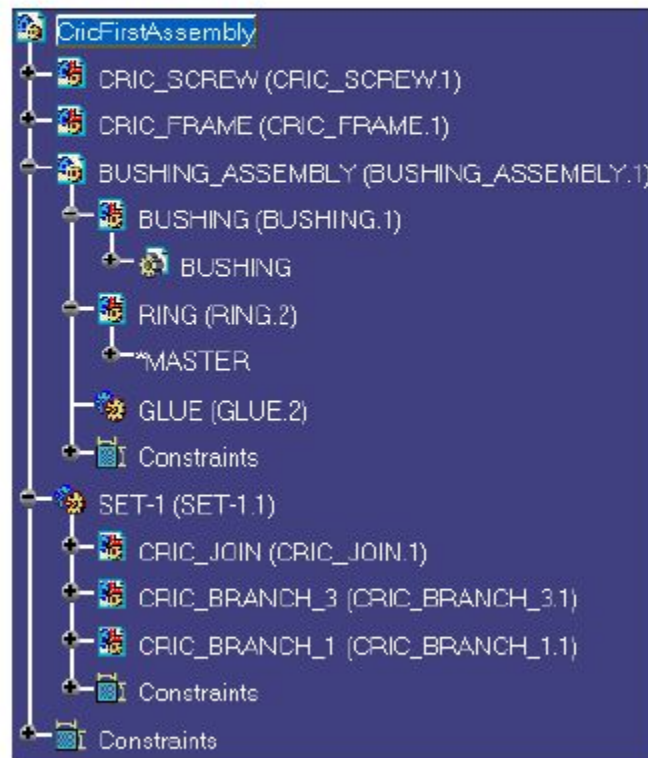 CricFirstAssembly
CRIC_SCREW (CRIC_SCREW.1)
CRIC_FRAME (CRIC_FRAME.1)
BUSHING_ASSEMBLY (BUSHING_ASSEMBLY.1)
BUSHING (BUSHING.1)
BUSHING
RING (RING.2)
*MASTER
GLUE (GLUE.2)
Constraints
SET-1 (SET-1.1)
CRIC_JOIN (CRIC_JOIN.1)
CRIC_BRANCH_3 (CRIC_BRANCH_3.1)
CRIC_BRANCH_1 (CRIC_BRANCH_1.1)
Constraints
Constraints